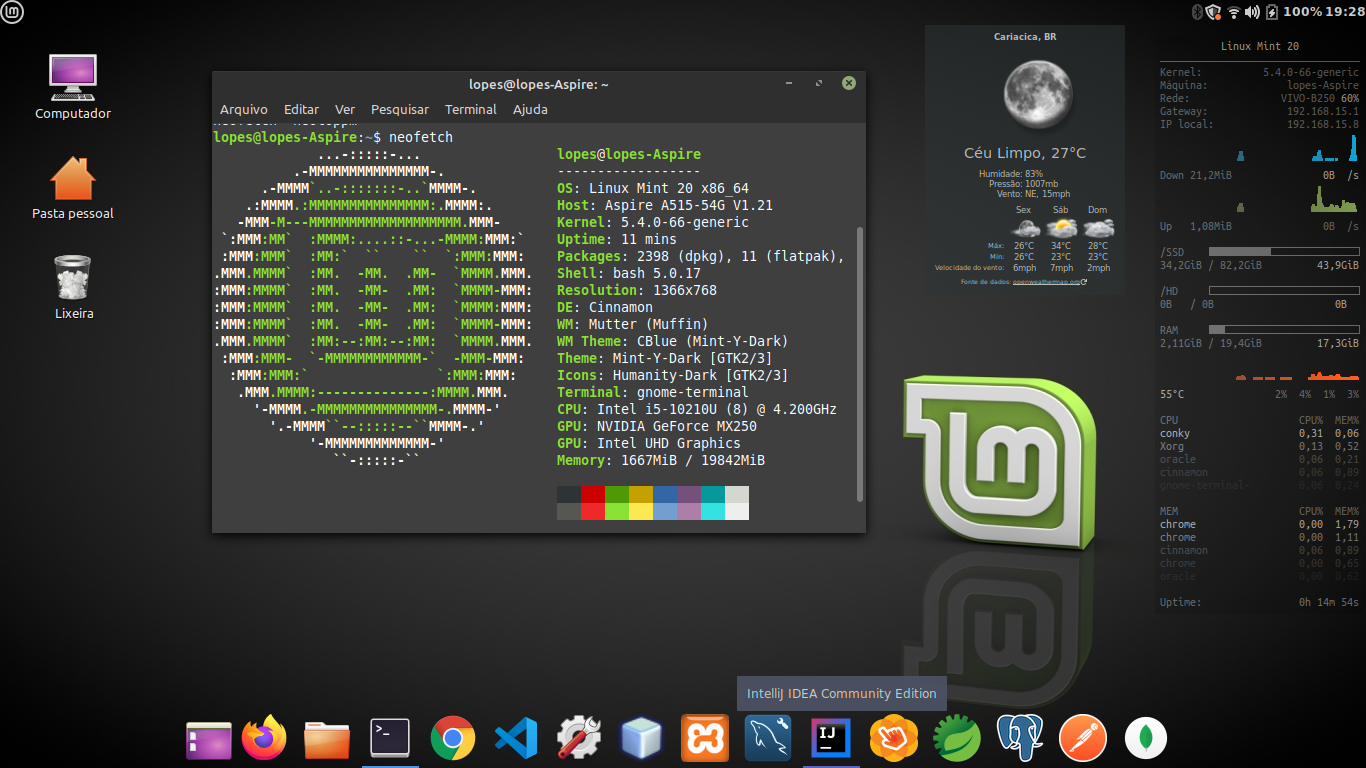 100% 19:28
Computador
Pasta pessoal
Lixeira
lopes@lopes-Aspire: ~
Arquivo Editar Ver Pesquisar Terminal Ajuda
lopes@lopes-Aspire:~$ neofetch
lopes@lopes-Aspire
------------------
OS: Linux Mint 20 x86_64
Host: Aspire A515-54G V1.21
Kernel: 5.4.0-66-generic
Uptime: 11 mins
Packages: 2398 (dpkg), 11 (flatpak),
Shell: bash 5.0.17
Resolution: 1366x768
DE: Cinnamon
WM: Mutter (Muffin)
WM Theme: CBlue (Mint-Y-Dark)
Theme: Mint-Y-Dark [GTK2/3]
Icons: Humanity-Dark [GTK2/3]
Terminal: gnome-terminal
CPU: Intel i5-10210U (8) @ 4.200GHz
GPU: NVIDIA GeForce MX250
GPU: Intel UHD Graphics
Memory: 1667MiB / 19842MiB
Cariacica, BR
Céu Limpo, 27°C
Humidade: 83%
Pressão: 1007mb
Vento: NE, 15mph
Sex Sáb Dom
Máx: 26°C 34°C 28°C
Mín: 26°C 23°C 23°C
Velocidade do vento: 6mph 7mph 2mph
Fonte de dados: openweathermap.org
Linux Mint 20
Kernel: 5.4.0-66-generic
Máquina: lopes-Aspire
Rede: VIVO-B250 60%
Gateway: 192.168.15.1
IP local: 192.168.15.8
Down 21,2MiB 0B /s
Up 1,08MiB 0B /s
/SSD
34,2GiB / 82,2GiB 43,9GiB
/HD
0B / 0B 0B
RAM
2,11GiB / 19,4GiB 17,3GiB
55°C 2% 4% 1% 3%
CPU CPU% MEM%
conky 0,31 0,06
Xorg 0,13 0,52
oracle 0,06 0,21
cinnamon 0,06 0,89
gnome-terminal- 0,06 0,24
MEM CPU% MEM%
chrome 0,00 1,79
chrome 0,00 1,11
cinnamon 0,06 0,89
chrome 0,00 0,65
oracle 0,00 0,62
Uptime: 0h 14m 54s
IntelliJ IDEA Community Edition
>_
IJ